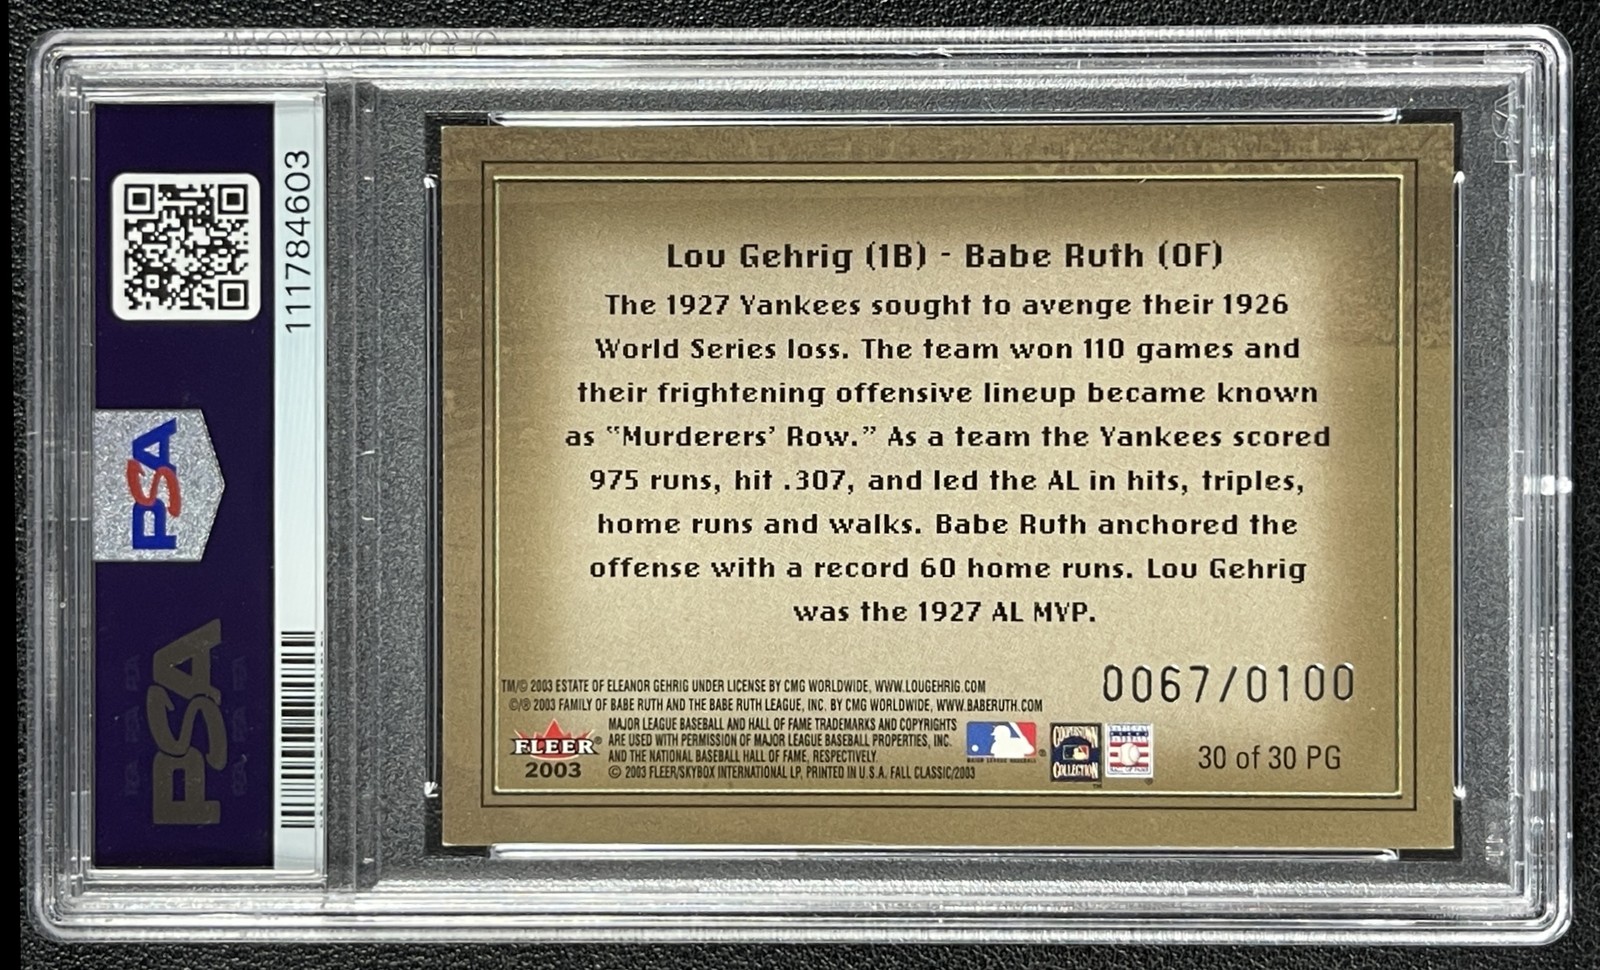 111784603
PSA
PSA
Lou Gehrig (1B) - Babe Ruth (OF)
The 1927 Yankees sought to avenge their 1926
World Series loss. The team won 110 games and
their frightening offensive lineup became known
as “Murderers’ Row.” As a team the Yankees scored
975 runs, hit .307, and led the AL in hits, triples,
home runs and walks. Babe Ruth anchored the
offense with a record 60 home runs. Lou Gehrig
was the 1927 AL MVP.
0067/0100
TM/© 2003 ESTATE OF ELEANOR GEHRIG UNDER LICENSE BY CMG WORLDWIDE, WWW.LOUGEHRIG.COM
©/® 2003 FAMILY OF BABE RUTH AND THE BABE RUTH LEAGUE, INC. BY CMG WORLDWIDE, WWW.BABERUTH.COM
FLEER®
2003
MAJOR LEAGUE BASEBALL AND HALL OF FAME TRADEMARKS AND COPYRIGHTS
ARE USED WITH PERMISSION OF MAJOR LEAGUE BASEBALL PROPERTIES, INC.
AND THE NATIONAL BASEBALL HALL OF FAME, RESPECTIVELY.
© 2003 FLEER/SKYBOX INTERNATIONAL LP, PRINTED IN U.S.A. FALL CLASSIC/2003
COOPERSTOWN
COLLECTION
30 of 30 PG
PSA